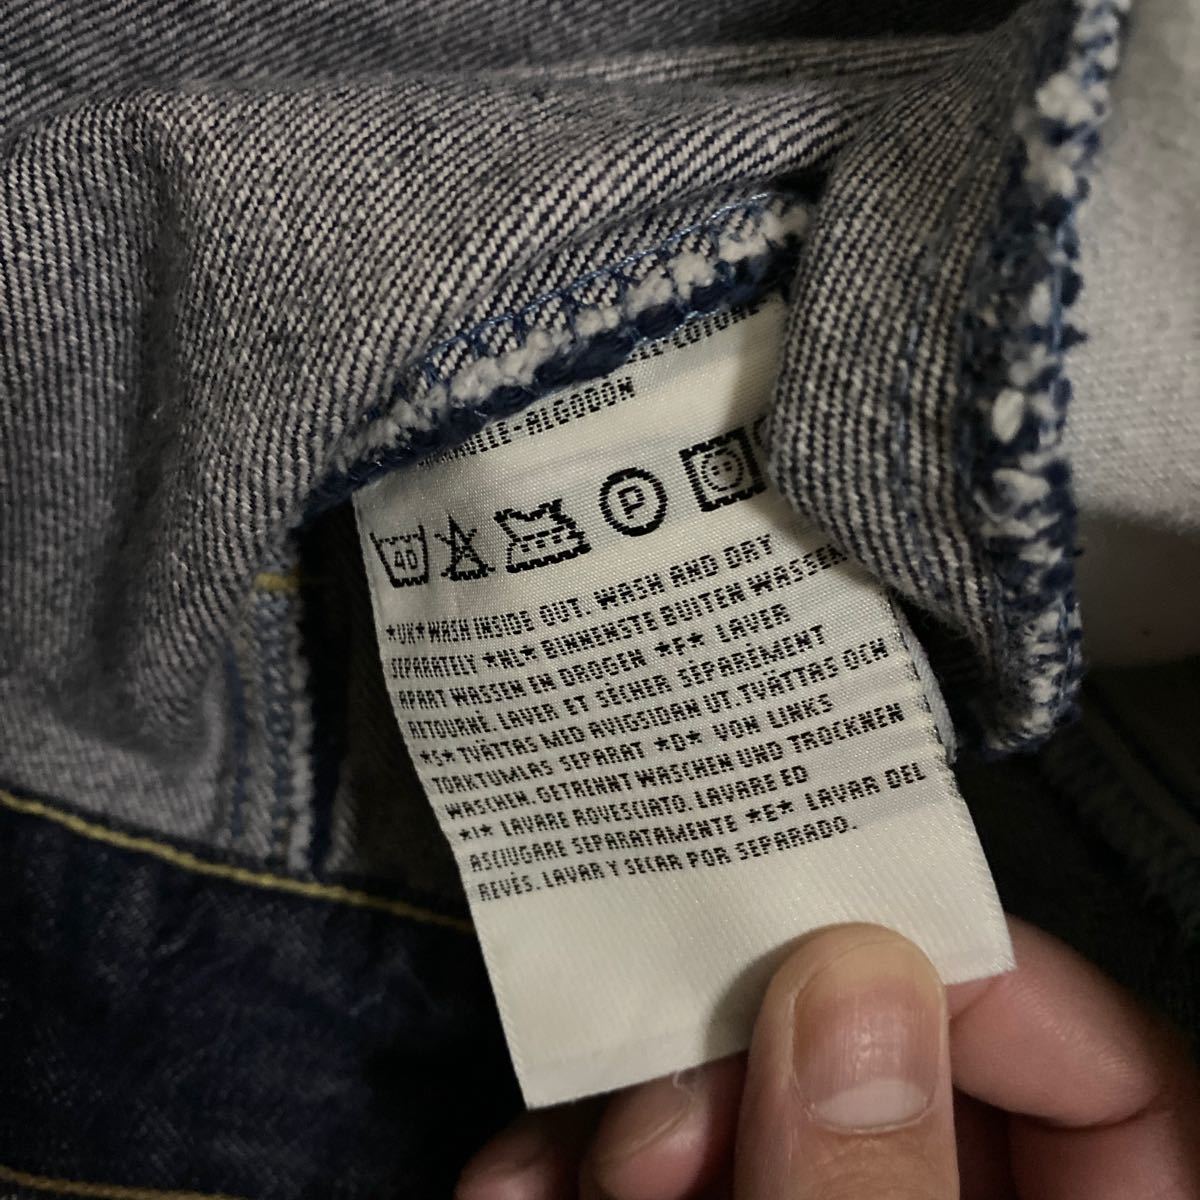 COTONE
-ALGODON
40
P
*UK* WASH INSIDE OUT. WASH AND DRY
SEPARATELY *NL* BINNENSTE BUITEN WASSEN
APART WASSEN EN DROGEN *F* LAVER
RETOURNÉ. LAVER ET SÉCHER SÉPARÉMENT
*S* TVÄTTAS MED AVIGSIDAN UT. TVÄTTAS OCH
TORKTUMLAS SEPARAT *D* VON LINKS
WASCHEN. GETRENNT WASCHEN UND TROCKNEN
*I* LAVARE ROVESCIATO. LAVARE ED
ASCIUGARE SEPARATAMENTE *E* LAVAR DEL
REVÉS. LAVAR Y SECAR POR SEPARADO.